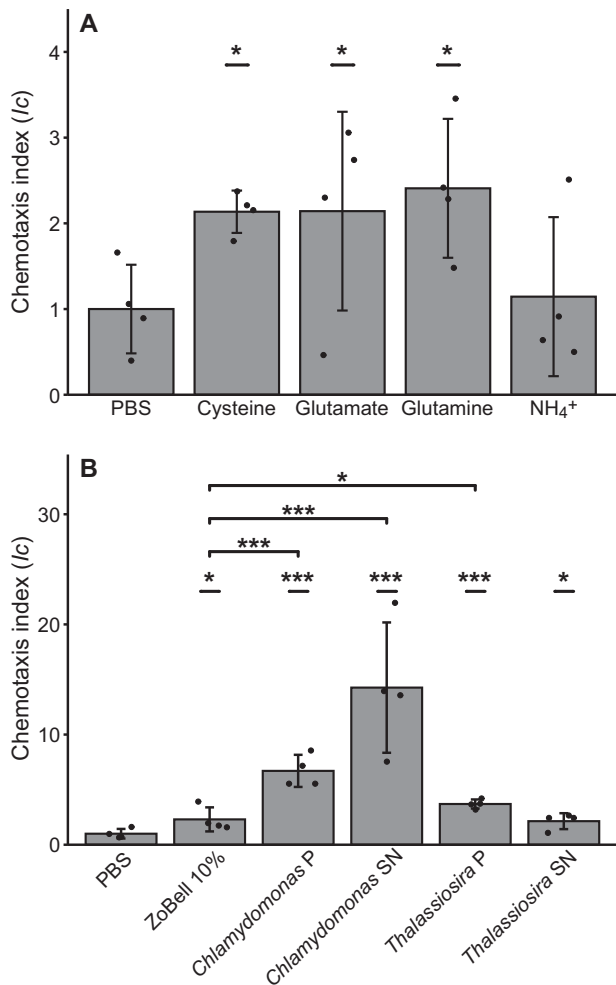 A
Chemotaxis index (Ic)
4
3
2
1
0
* * *
PBS Cysteine Glutamate Glutamine NH₄⁺
B
Chemotaxis index (Ic)
30
20
10
0
*
***
***
* *** *** *** *
PBS
ZoBell 10%
Chlamydomonas P
Chlamydomonas SN
Thalassiosira P
Thalassiosira SN